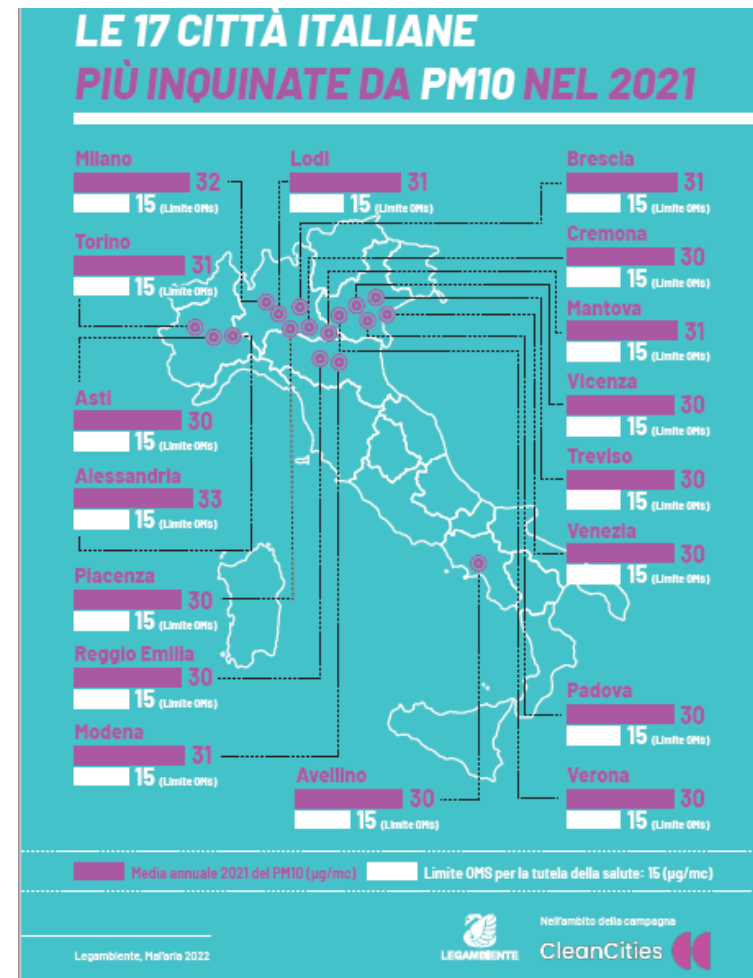 LE 17 CITTÀ ITALIANE
PIÙ INQUINATE DA PM10 NEL 2021
Milano
32
15 (Limite OMS)
Lodi
31
15 (Limite OMS)
Brescia
31
15 (Limite OMS)
Torino
31
15 (Limite OMS)
Cremona
30
15 (Limite OMS)
Mantova
31
15 (Limite OMS)
Asti
30
15 (Limite OMS)
Vicenza
30
15 (Limite OMS)
Alessandria
33
15 (Limite OMS)
Treviso
30
15 (Limite OMS)
Venezia
30
15 (Limite OMS)
Piacenza
30
15 (Limite OMS)
Reggio Emilia
30
15 (Limite OMS)
Padova
30
15 (Limite OMS)
Modena
31
15 (Limite OMS)
Avellino
30
15 (Limite OMS)
Verona
30
15 (Limite OMS)
Media annuale 2021 del PM10 (µg/mc)
Limite OMS per la tutela della salute: 15 (µg/mc)
Legambiente, Mal'aria 2022
LEGAMBIENTE
Nell'ambito della campagna
CleanCities